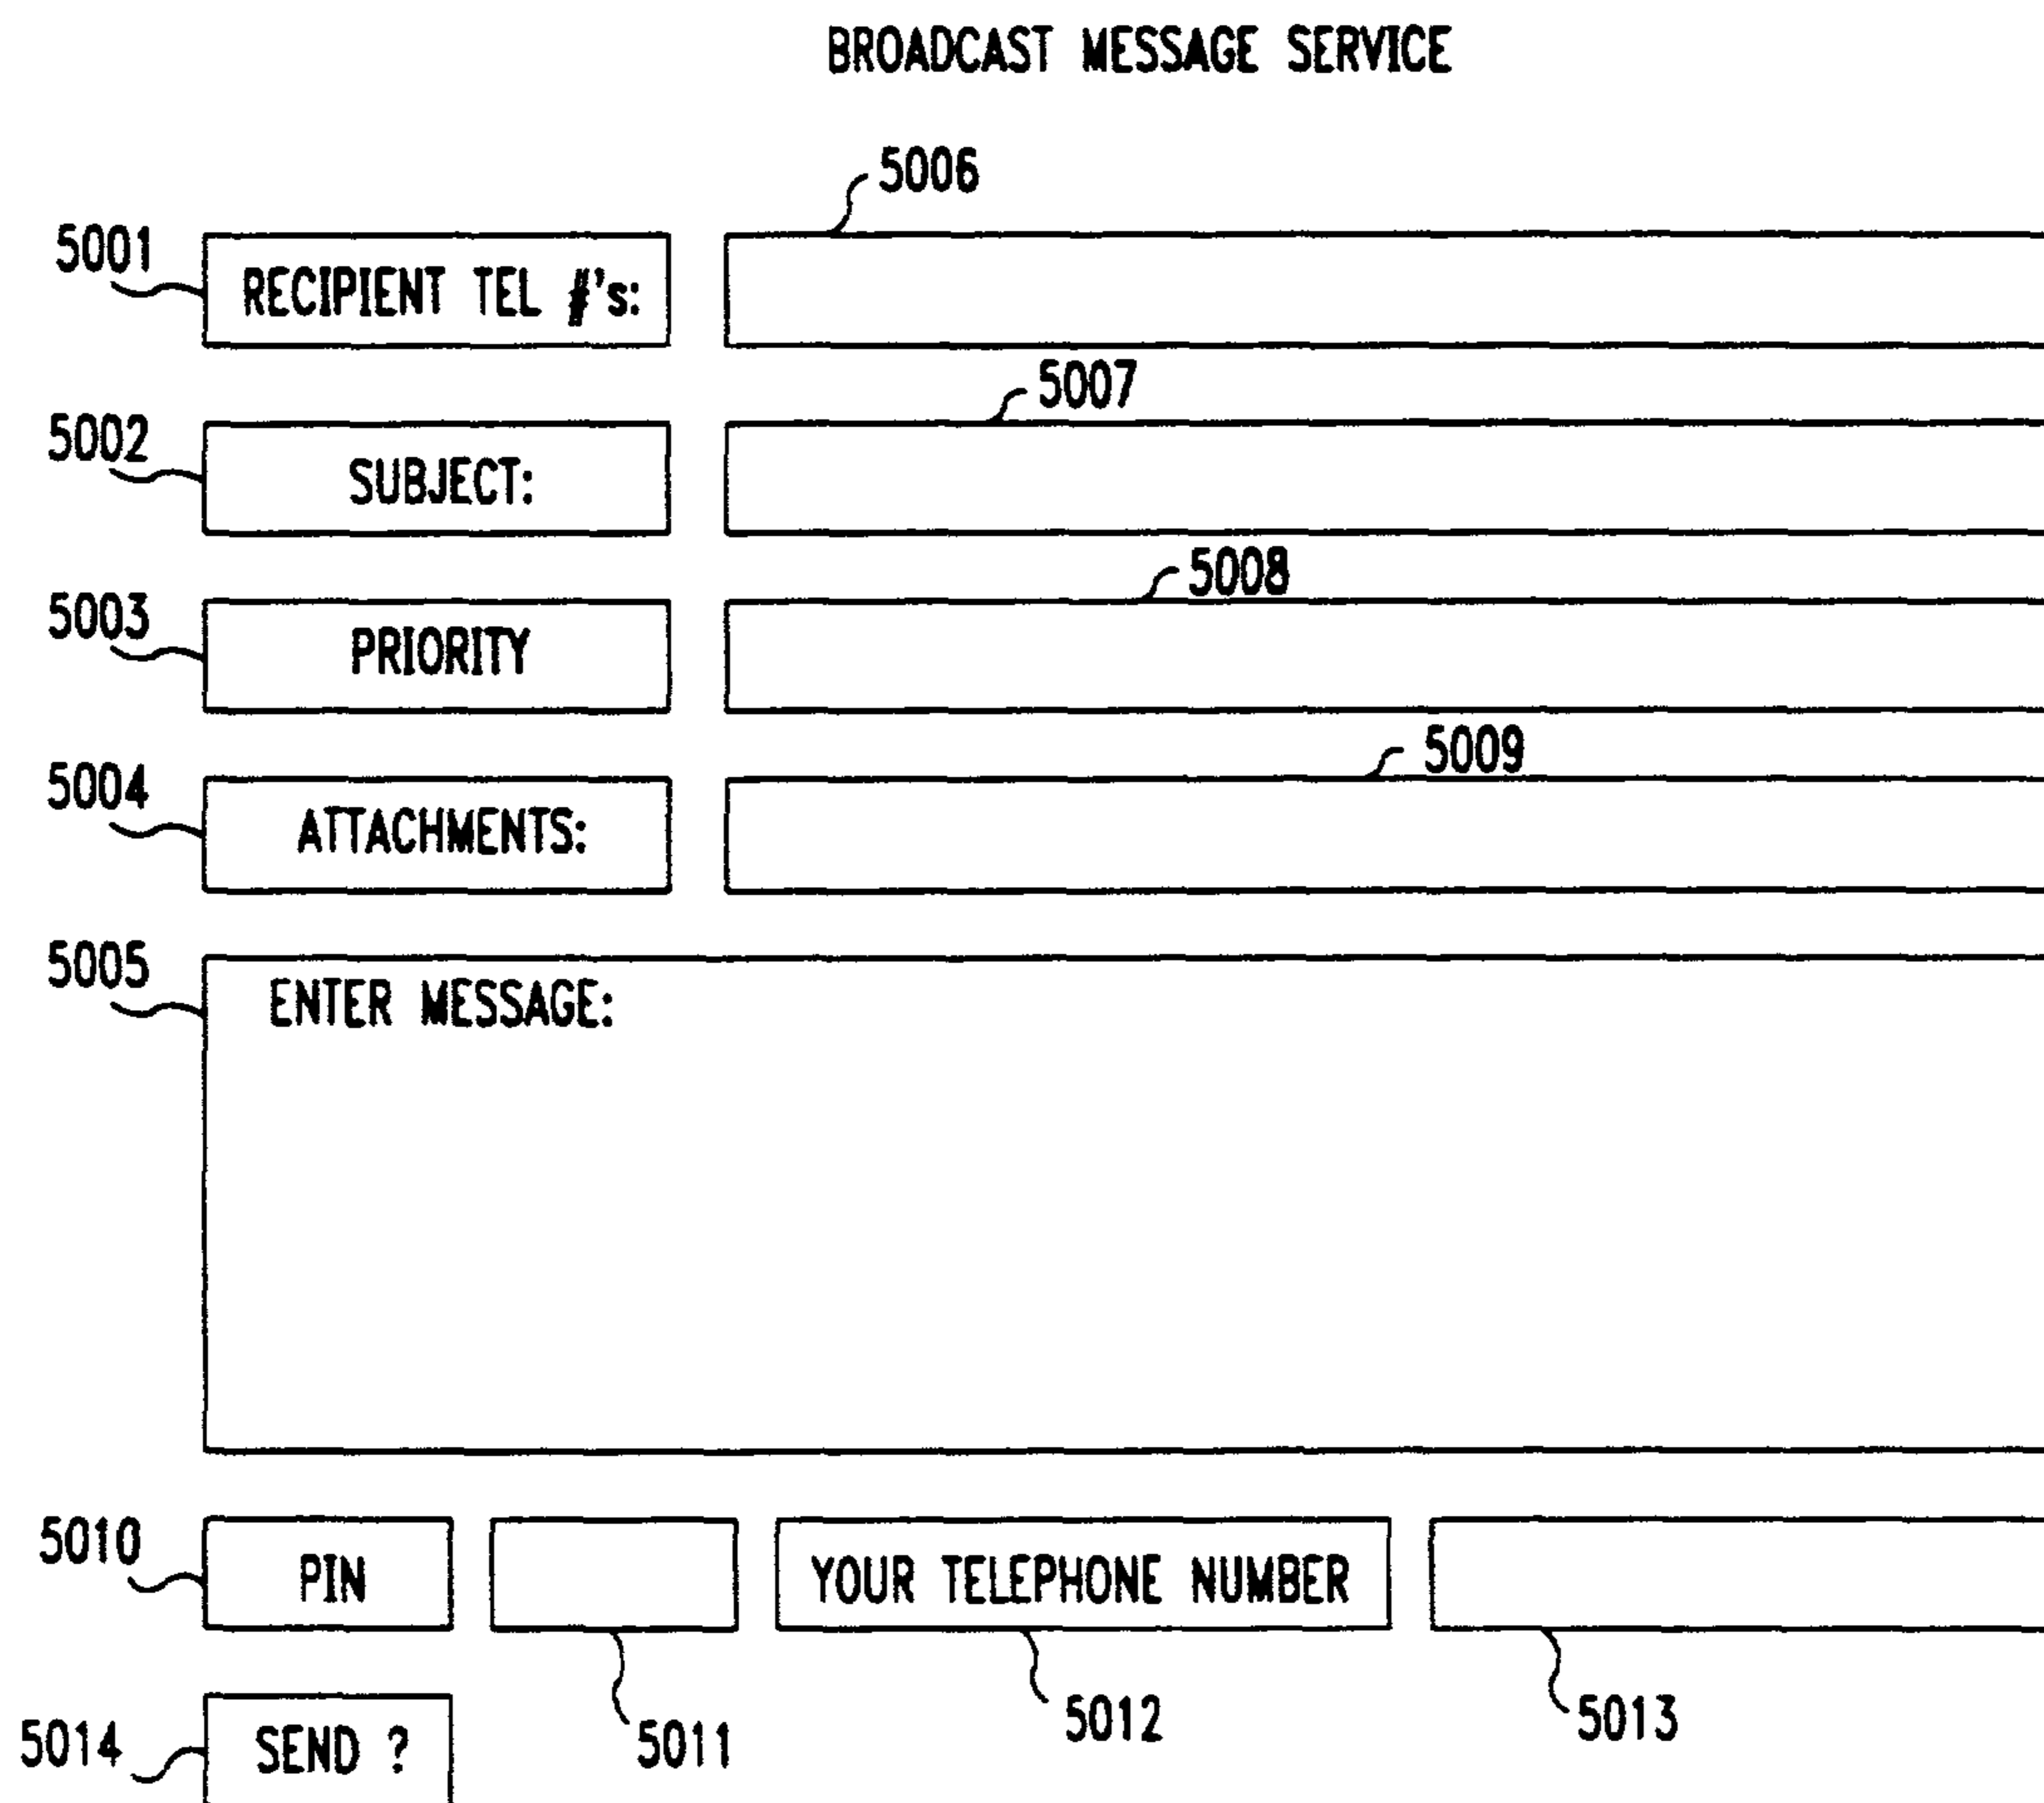 BROADCAST MESSAGE SERVICE
5006
5001
RECIPIENT TEL #'s:
5007
5002
SUBJECT:
5008
5003
PRIORITY
5009
5004
ATTACHMENTS:
5005
ENTER MESSAGE:
5010
PIN
YOUR TELEPHONE NUMBER
5011
5012
5013
5014
SEND ?